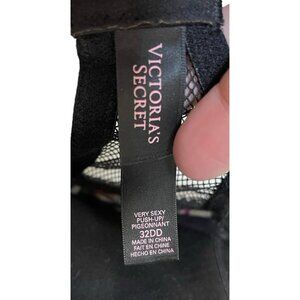 VICTORIA'S
SECRET
VERY SEXY
PUSH-UP/
PIGEONNANT
32DD
MADE IN CHINA
FAIT EN CHINE
HECHO EN CHINA